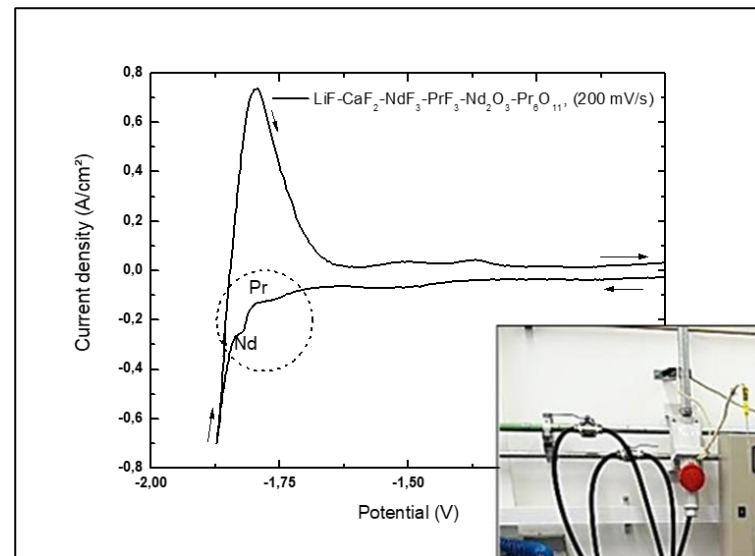 0,8
0,6
0,4
0,2
0,0
-0,2
-0,4
-0,6
-0,8
Current density (A/cm²)
LiF-CaF₂-NdF₃-PrF₃-Nd₂O₃-Pr₆O₁₁, (200 mV/s)
Pr
Nd
-2,00
-1,75
-1,50
Potential (V)